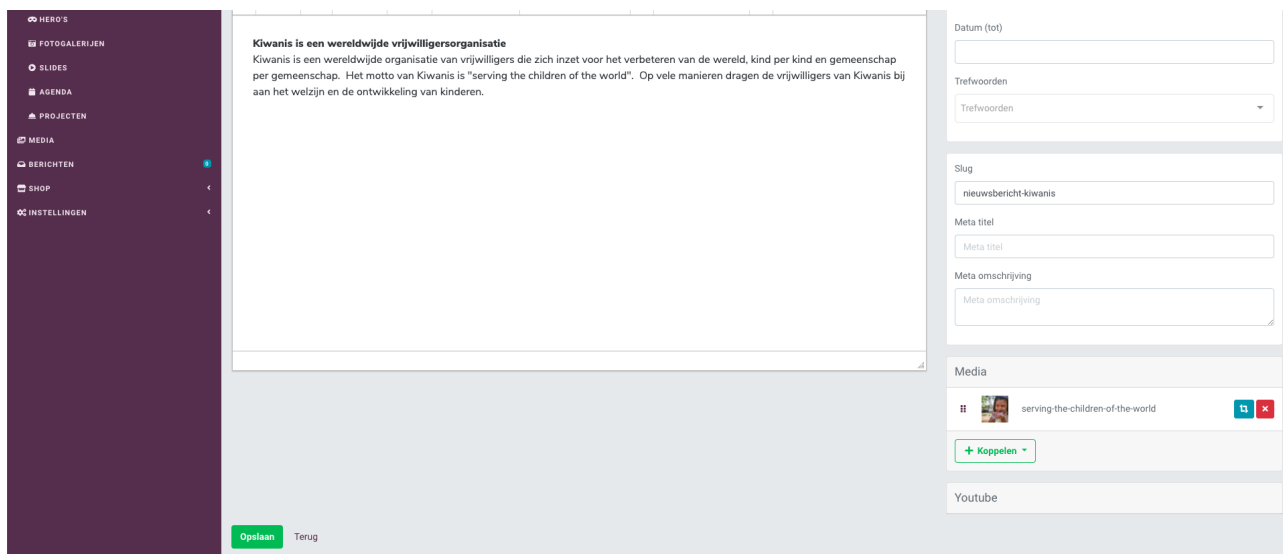 HERO'S
FOTOGALERIJEN
SLIDES
AGENDA
PROJECTEN
MEDIA
BERICHTEN 0
SHOP
INSTELLINGEN
Kiwanis is een wereldwijde vrijwilligersorganisatie
Kiwanis is een wereldwijde organisatie van vrijwilligers die zich inzet voor het verbeteren van de wereld, kind per kind en gemeenschap
per gemeenschap.  Het motto van Kiwanis is "serving the children of the world".  Op vele manieren dragen de vrijwilligers van Kiwanis bij
aan het welzijn en de ontwikkeling van kinderen.
Opslaan Terug
Datum (tot)
Trefwoorden
Trefwoorden
Slug
nieuwsbericht-kiwanis
Meta titel
Meta titel
Meta omschrijving
Meta omschrijving
Media
serving-the-children-of-the-world
+ Koppelen
Youtube